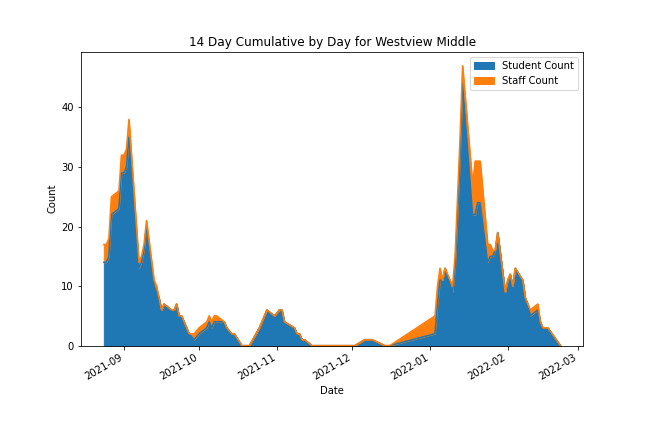 14 Day Cumulative by Day for Westview Middle
Student Count
Staff Count
Count
40
30
20
10
0
2021-09
2021-10
2021-11
2021-12
2022-01
2022-02
2022-03
Date